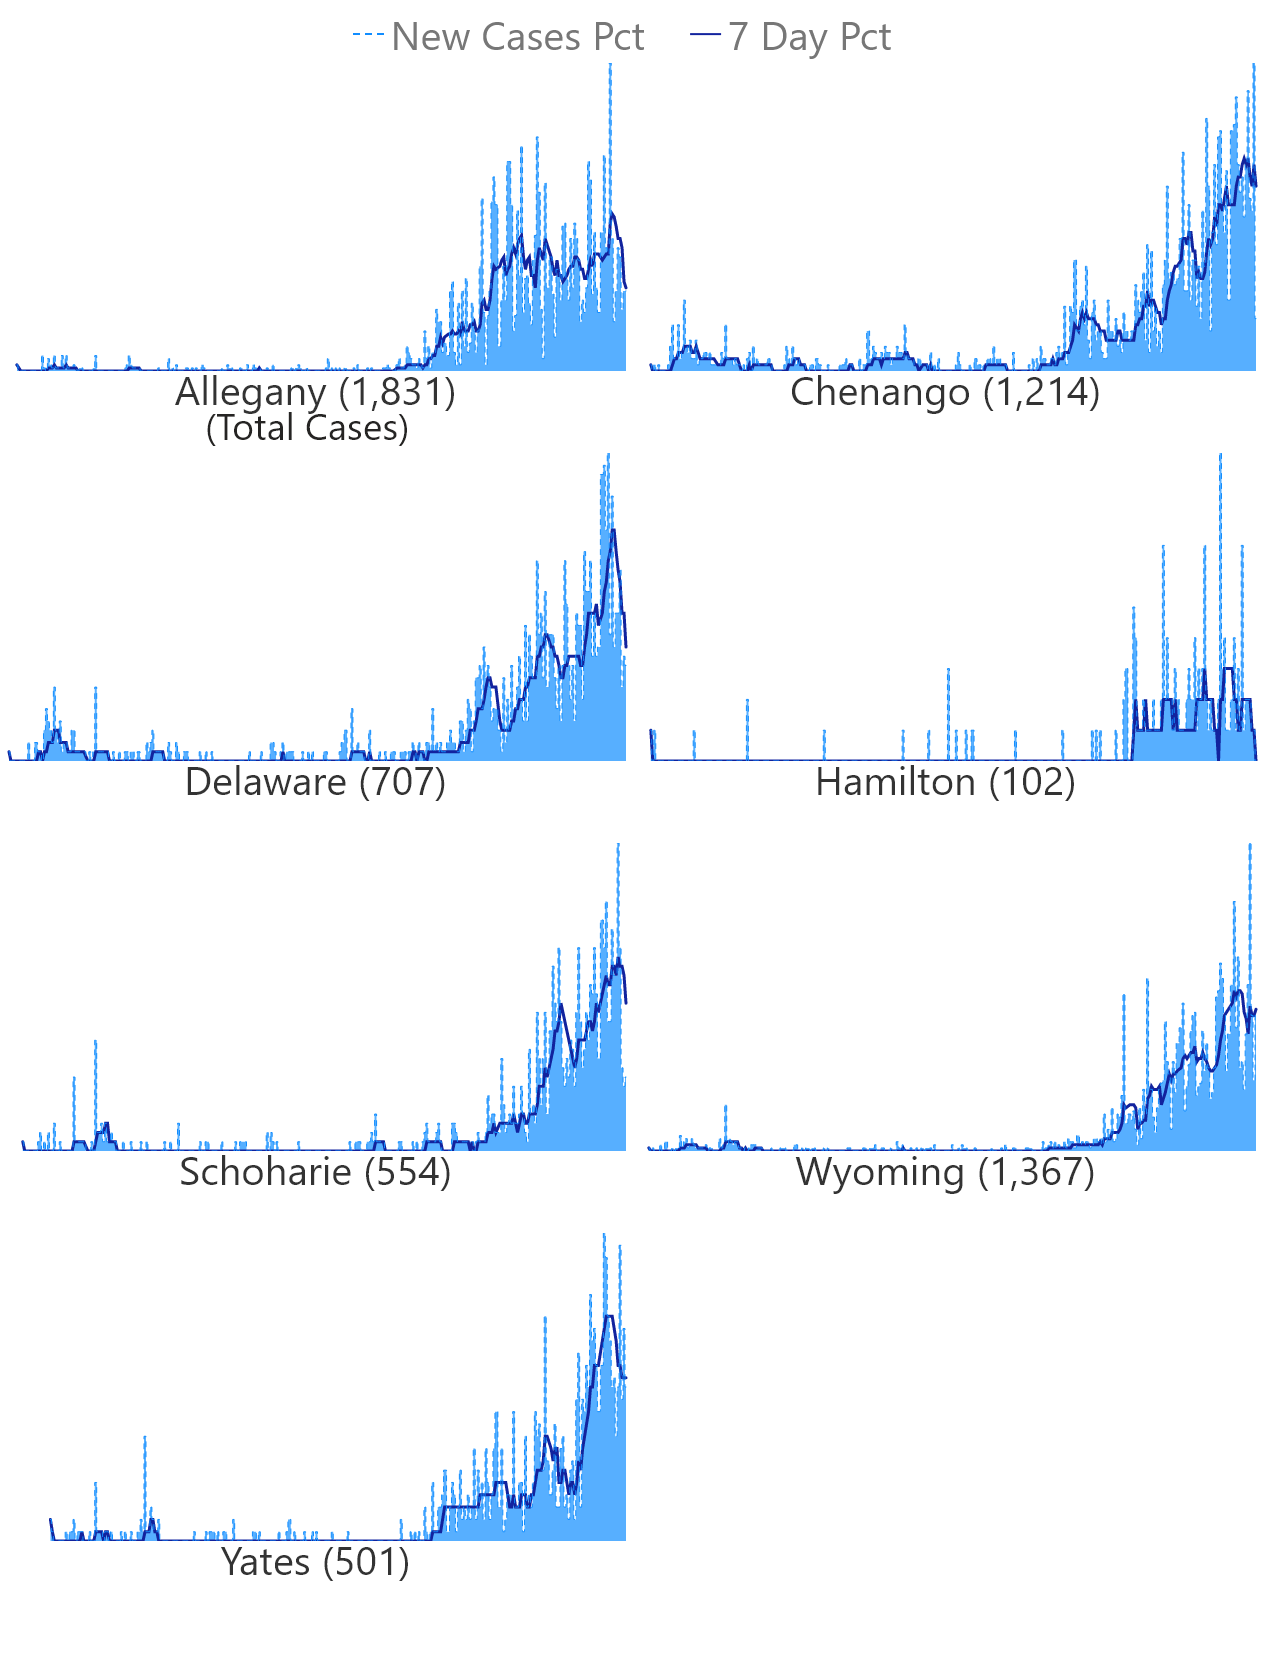 New Cases Pct 7 Day Pct
Allegany (1,831)
(Total Cases)
Chenango (1,214)
Delaware (707)
Hamilton (102)
Schoharie (554)
Wyoming (1,367)
Yates (501)